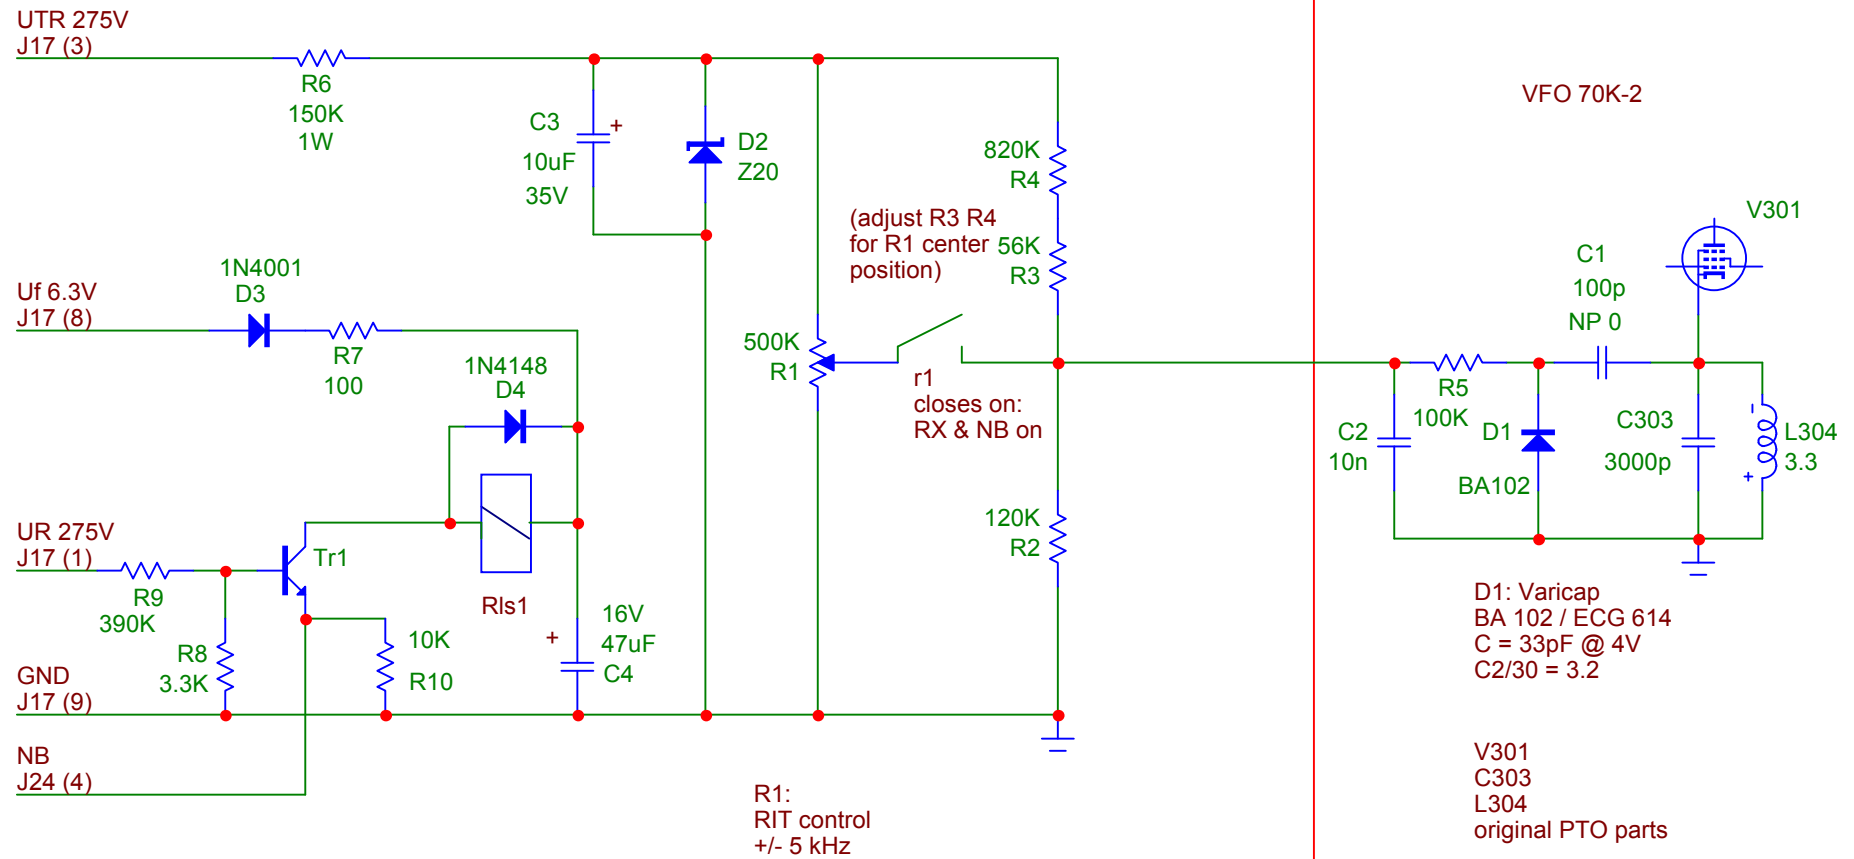 UTR 275V
J17 (3)
R6
150K
1W
C3
+
10uF
35V
D2
Z20
820K
R4
(adjust R3 R4
for R1 center
position)
56K
R3
VFO 70K-2
V301
C1
100p
NP 0
1N4001
D3
Uf 6.3V
J17 (8)
R7
100
1N4148
D4
500K
R1
r1
closes on:
RX & NB on
R5
100K
C2
10n
D1
BA102
C303
3000p
-
L304
3.3
+
UR 275V
J17 (1)
R9
390K
Tr1
Rls1
120K
R2
R8
3.3K
10K
R10
16V
+
47uF
C4
GND
J17 (9)
NB
J24 (4)
D1: Varicap
BA 102 / ECG 614
C = 33pF @ 4V
C2/30 = 3.2
R1:
RIT control
+/- 5 kHz
V301
C303
L304
original PTO parts